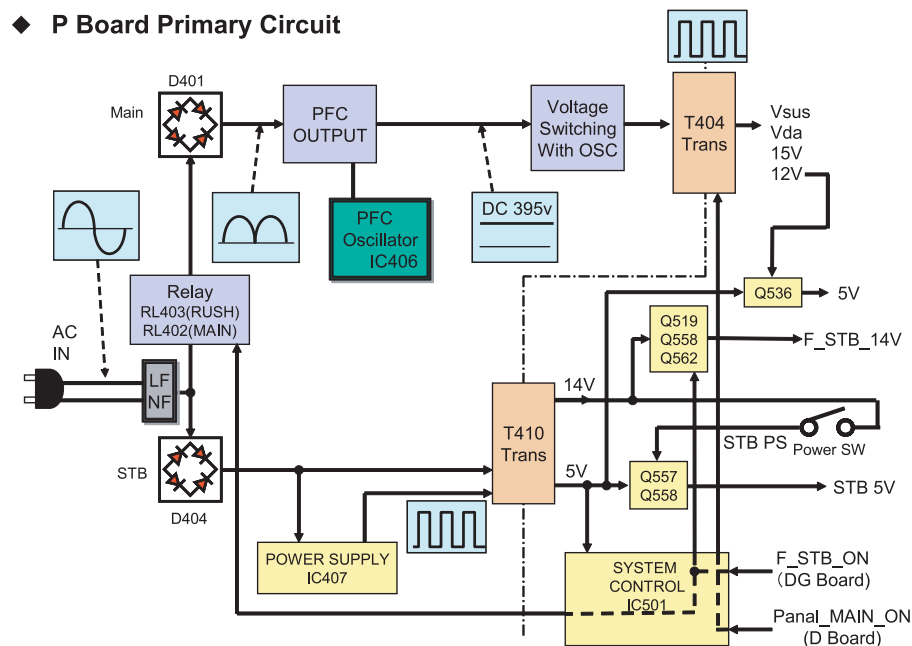 ◆ P Board Primary Circuit
D401
Main
PFC
OUTPUT
Voltage
Switching
With OSC
T404
Trans
Vsus
Vda
15V
12V
PFC
Oscillator
IC406
DC 395v
Relay
RL403(RUSH)
RL402(MAIN)
AC
IN
LF
NF
Q536
5V
Q519
Q558
Q562
F_STB_14V
14V
T410
Trans
STB PS
Power SW
STB
D404
5V
Q557
Q558
STB 5V
POWER SUPPLY
IC407
SYSTEM
CONTROL
IC501
F_STB_ON
(DG Board)
Panal_MAIN_ON
(D Board)